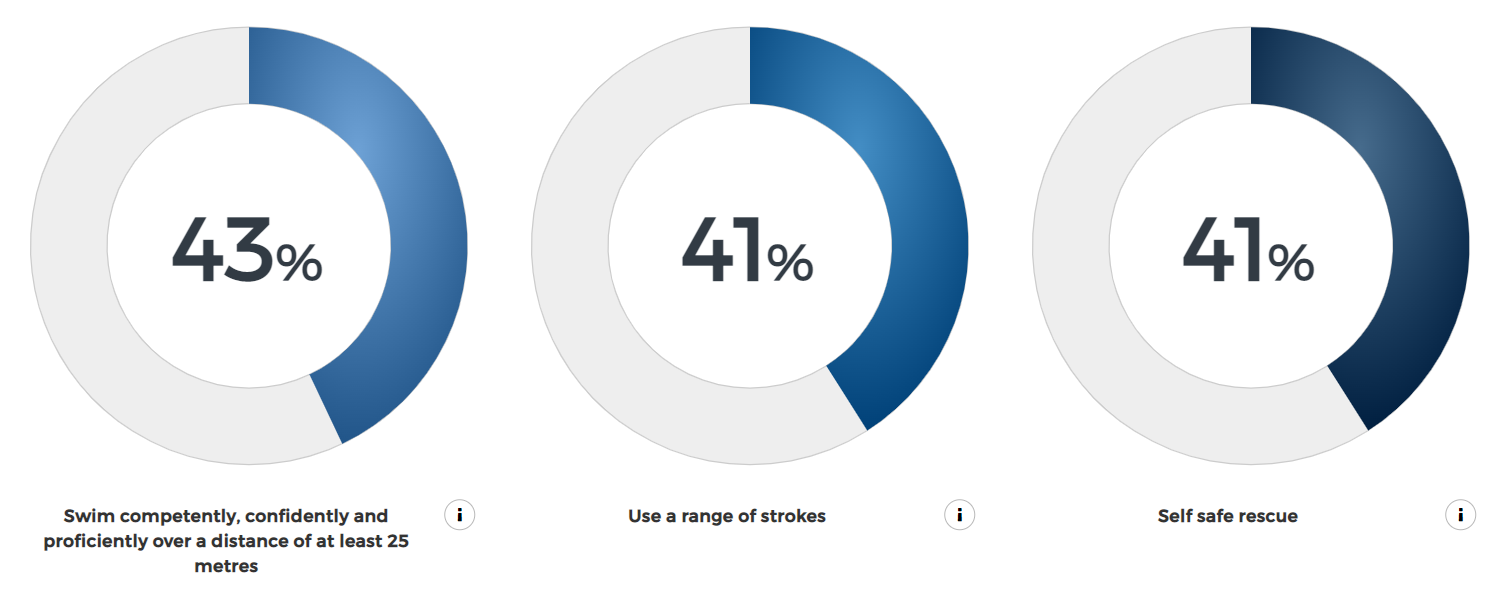 43%
41%
41%
Swim competently, confidently and
proficiently over a distance of at least 25
metres
i
Use a range of strokes
i
Self safe rescue
i